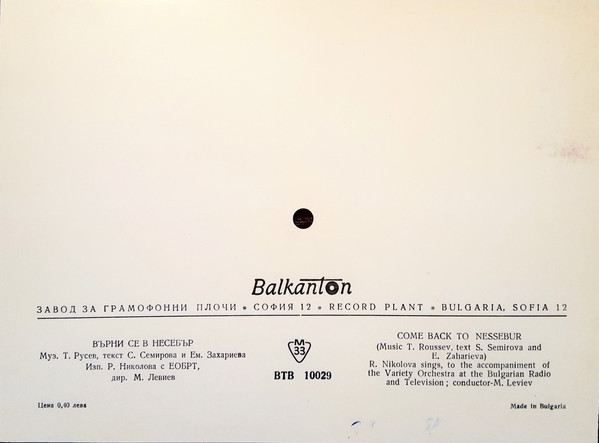 Balkanton
ЗАВОД ЗА ГРАМОФОННИ ПЛОЧИ • СОФИЯ 12 • RECORD PLANT • BULGARIA, SOFIA 12
ВЪРНИ СЕ В НЕСЕБЪР
Муз. Т. Русев, текст С. Семирова и Ем. Захариева
Изп. Р. Николова с ЕОБРТ,
дир. М. Левиев
М
33
ВТВ 10029
COME BACK TO NESSEBUR
(Music T. Roussev, text S. Semirova and
E. Zaharieva)
R. Nikolova sings, to the accompaniment of
the Variety Orchestra at the Bulgarian Radio
and Television; conductor-M. Leviev
Цена 0,40 лева
Made in Bulgaria